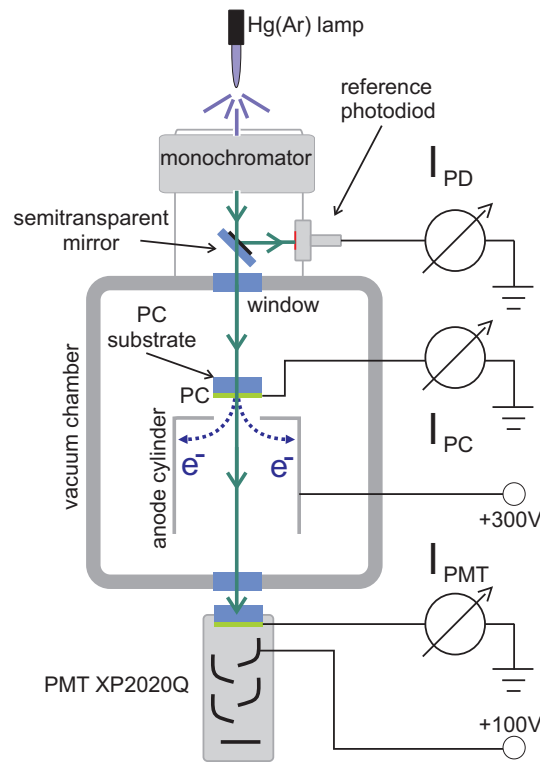 Hg(Ar) lamp
reference
photodiod
monochromator
I PD
semitransparent
mirror
window
PC
substrate
PC
vacuum chamber
anode cylinder
e-
e-
I PC
+300V
I PMT
PMT XP2020Q
+100V